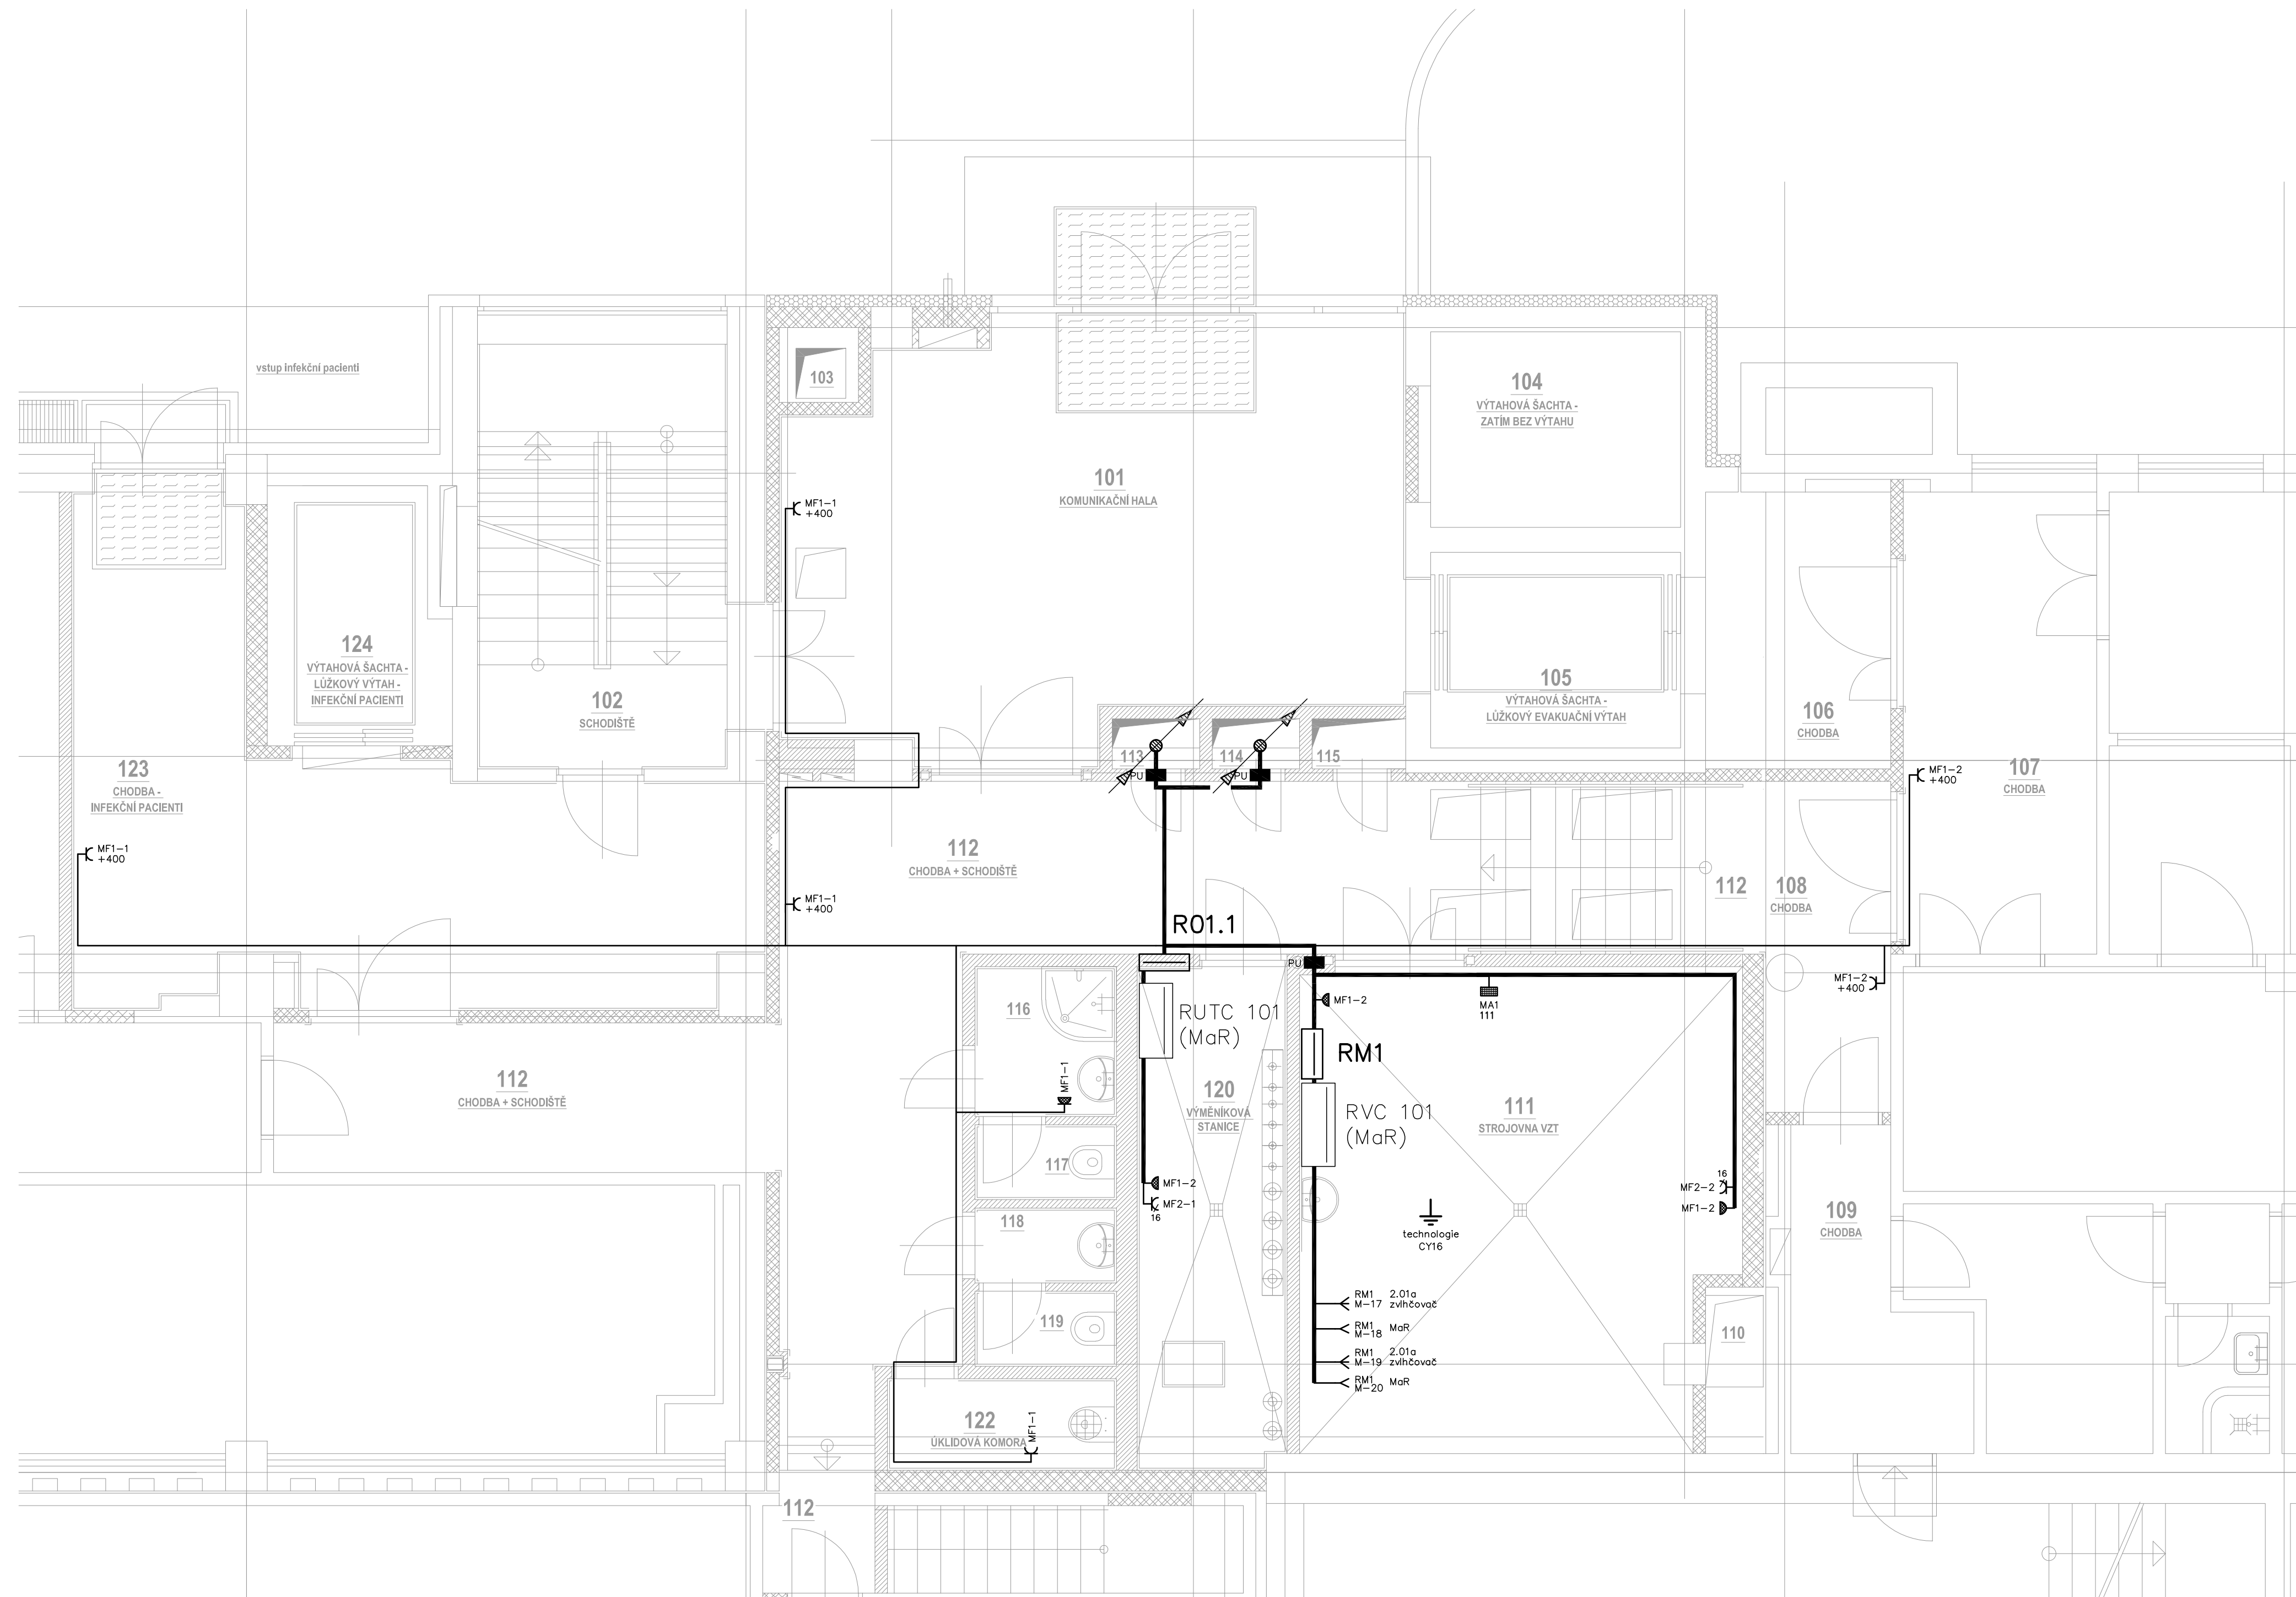 vstup infekční pacienti
103
104
VÝTAHOVÁ ŠACHTA -
ZATÍM BEZ VÝTAHU
101
KOMUNIKAČNÍ HALA
MF1-1
+400
124
VÝTAHOVÁ ŠACHTA -
LŮŽKOVÝ VÝTAH -
INFEKČNÍ PACIENTI
102
SCHODIŠTĚ
105
VÝTAHOVÁ ŠACHTA -
LŮŽKOVÝ EVAKUAČNÍ VÝTAH
106
CHODBA
113
114
115
PU
PU
123
CHODBA -
INFEKČNÍ PACIENTI
MF1-2
+400
107
CHODBA
MF1-1
+400
112
CHODBA + SCHODIŠTĚ
112
108
CHODBA
MF1-1
+400
R01.1
PU
MF1-2
+400
116
RUTC 101
(MaR)
MF1-2
MA1
111
RM1
112
CHODBA + SCHODIŠTĚ
MF1-1
120
VÝMĚNÍKOVÁ
STANICE
RVC 101
(MaR)
111
STROJOVNA VZT
117
MF1-2
MF2-1
16
16
MF2-2
MF1-2
118
technologie
CY16
109
CHODBA
119
RM1 2.01a
M-17 zvlhčovač
RM1 MaR
M-18
RM1 2.01a
M-19 zvlhčovač
RM1 MaR
M-20
110
122
ÚKLIDOVÁ KOMORA
MF1-1
112